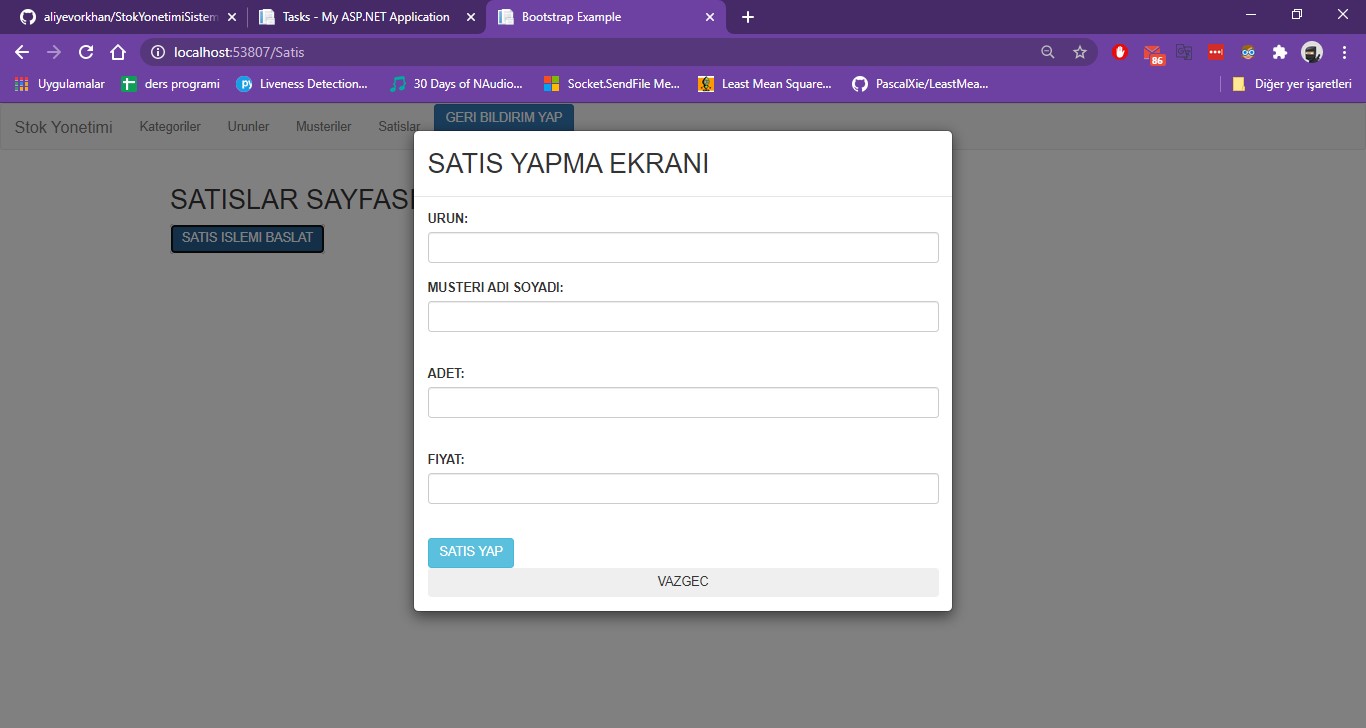 aliyevorkhan/StokYonetimiSistem
Tasks - My ASP.NET Application
Bootstrap Example
localhost:53807/Satis
86
Uygulamalar
ders programi
Liveness Detection...
30 Days of NAudio...
Socket.SendFile Me...
Least Mean Square...
PascalXie/LeastMea...
Diğer yer işaretleri
Stok Yonetimi
Kategoriler
Urunler
Musteriler
Satislar
GERI BILDIRIM YAP
SATISLAR SAYFASI
SATIS ISLEMI BASLAT
SATIS YAPMA EKRANI
URUN:
MUSTERI ADI SOYADI:
ADET:
FIYAT:
SATIS YAP
VAZGEC